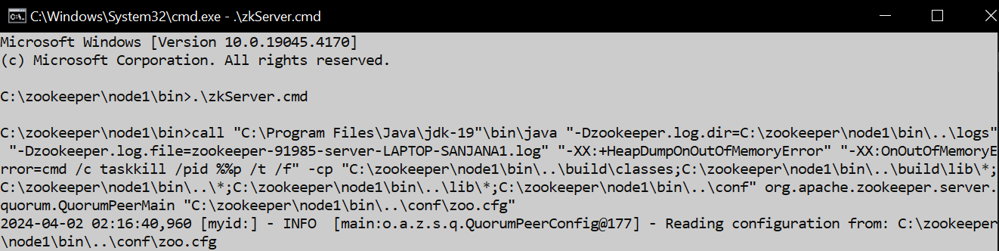 C:\Windows\System32\cmd.exe - .\zkServer.cmd
Microsoft Windows [Version 10.0.19045.4170]
(c) Microsoft Corporation. All rights reserved.
C:\zookeeper\node1\bin>.\zkServer.cmd
C:\zookeeper\node1\bin>call "C:\Program Files\Java\jdk-19"\bin\java "-Dzookeeper.log.dir=C:\zookeeper\node1\bin\..\logs"
"-Dzookeeper.log.file=zookeeper-91985-server-LAPTOP-SANJANA1.log" "-XX:+HeapDumpOnOutOfMemoryError" "-XX:OnOutOfMemoryE
rror=cmd /c taskkill /pid %%p /t /f" -cp "C:\zookeeper\node1\bin\..\build\classes;C:\zookeeper\node1\bin\..\build\lib\*;
C:\zookeeper\node1\bin\..\*;C:\zookeeper\node1\bin\..\lib\*;C:\zookeeper\node1\bin\..\conf" org.apache.zookeeper.server.
quorum.QuorumPeerMain "C:\zookeeper\node1\bin\..\conf\zoo.cfg"
2024-04-02 02:16:40,960 [myid:] - INFO  [main:o.a.z.s.q.QuorumPeerConfig@177] - Reading configuration from: C:\zookeeper
\node1\bin\..\conf\zoo.cfg